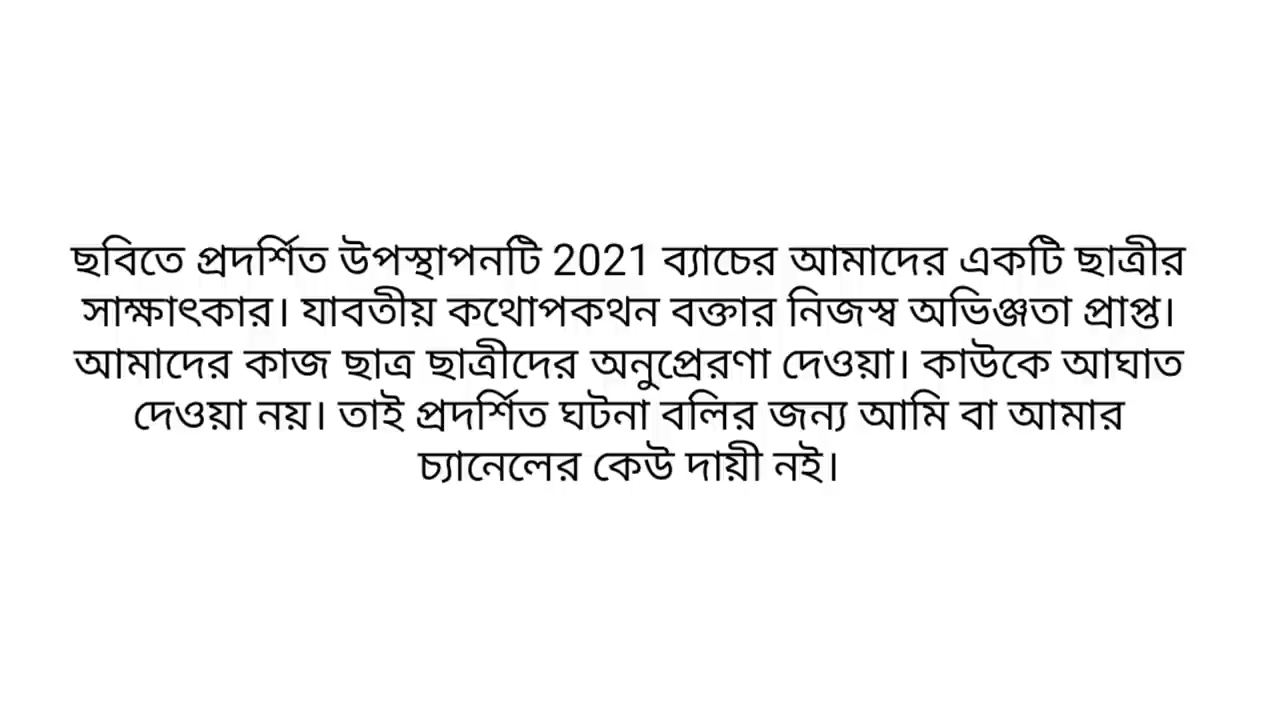 ছবিতে প্রদর্শিত উপস্থাপনটি 2021 ব্যাচের আমাদের একটি ছাত্রীর
সাক্ষাৎকার। যাবতীয় কথোপকথন বক্তার নিজস্ব অভিঞ্জতা প্রাপ্ত।
আমাদের কাজ ছাত্র ছাত্রীদের অনুপ্রেরণা দেওয়া। কাউকে আঘাত
দেওয়া নয়। তাই প্রদর্শিত ঘটনা বলির জন্য আমি বা আমার
চ্যানেলের কেউ দায়ী নই।